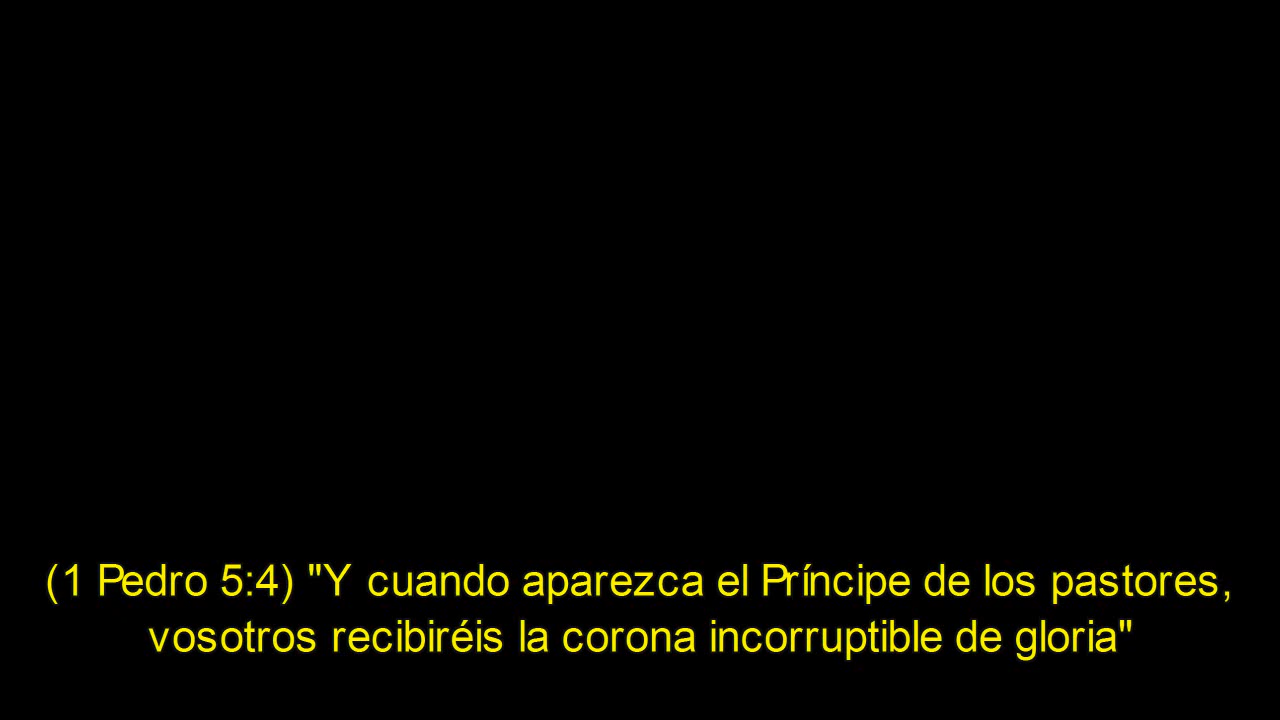 (1 Pedro 5:4) "Y cuando aparezca el Príncipe de los pastores,
vosotros recibiréis la corona incorruptible de gloria"